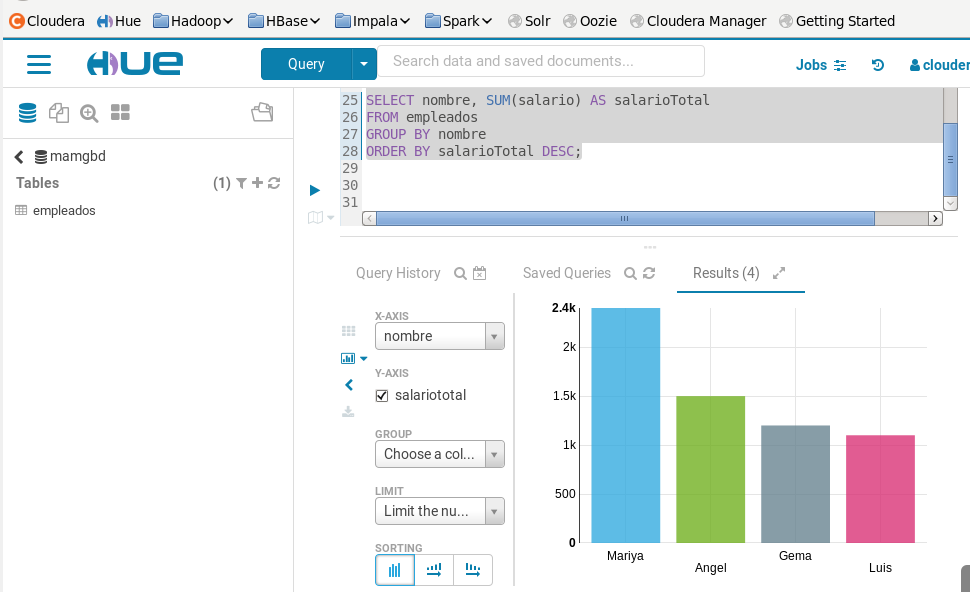 Cloudera Hue Hadoop HBase Impala Spark Solr Oozie Cloudera Manager Getting Started
HUE Query Search data and saved documents... Jobs clouder
mamgbd
Tables (1)
empleados
25 SELECT nombre, SUM(salario) AS salarioTotal
26 FROM empleados
27 GROUP BY nombre
28 ORDER BY salarioTotal DESC;
29
30
31
Query History Saved Queries Results (4)
X-AXIS
nombre
Y-AXIS
salariototal
GROUP
Choose a col...
LIMIT
Limit the nu...
SORTING
2.4k
2k
1.5k
1k
500
0
Mariya Angel Gema Luis